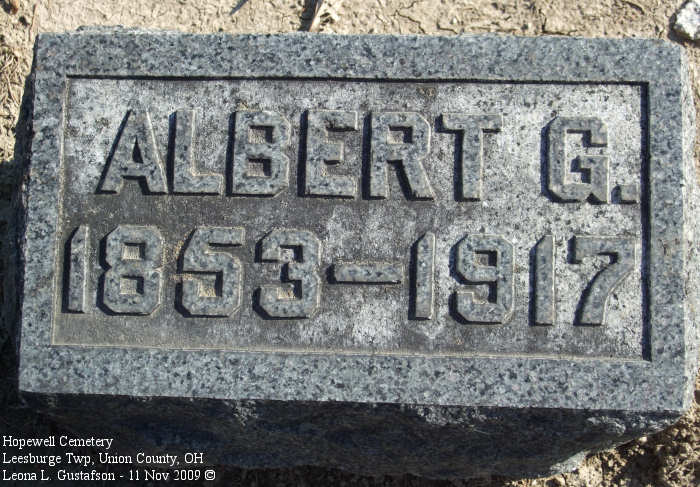 ALBERT G.
1853-1917
Hopewell Cemetery
Leesburge Twp, Union County, OH
Leona L. Gustafson - 11 Nov 2009 ©